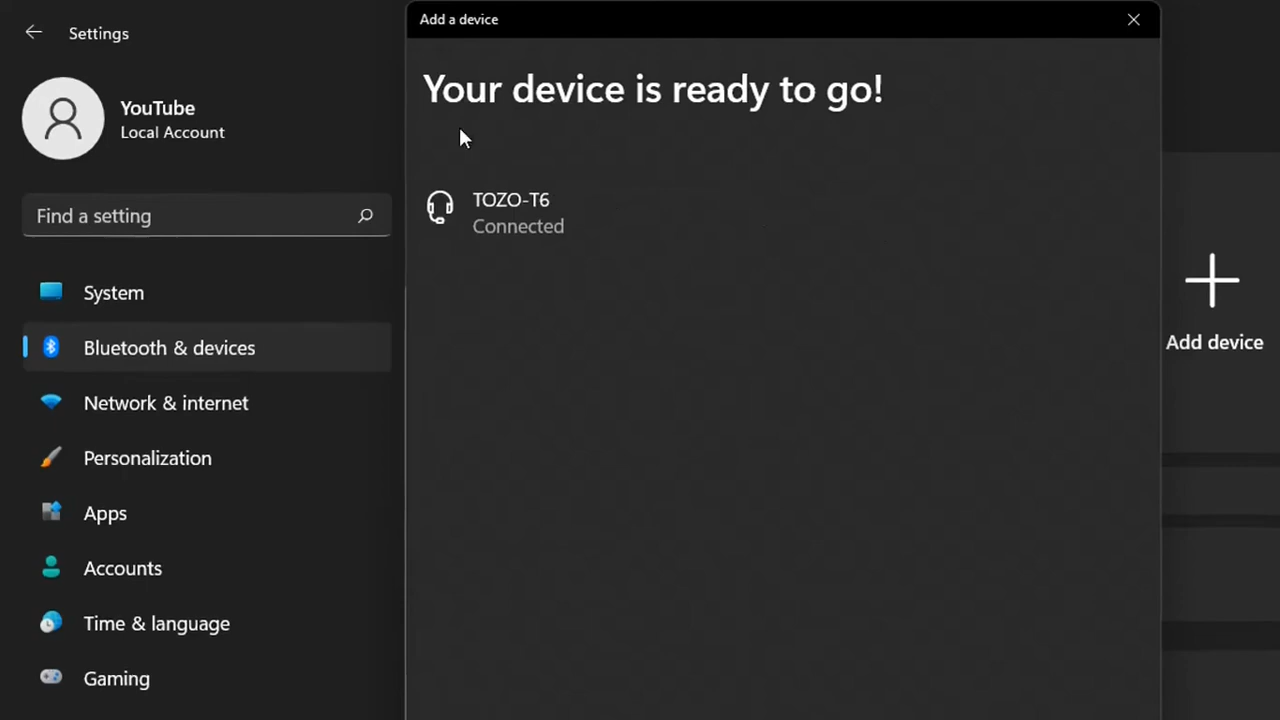 Settings
YouTube
Local Account
Find a setting
System
Bluetooth & devices
Network & internet
Personalization
Apps
Accounts
Time & language
Gaming
Add a device
Your device is ready to go!
TOZO-T6
Connected
Add device